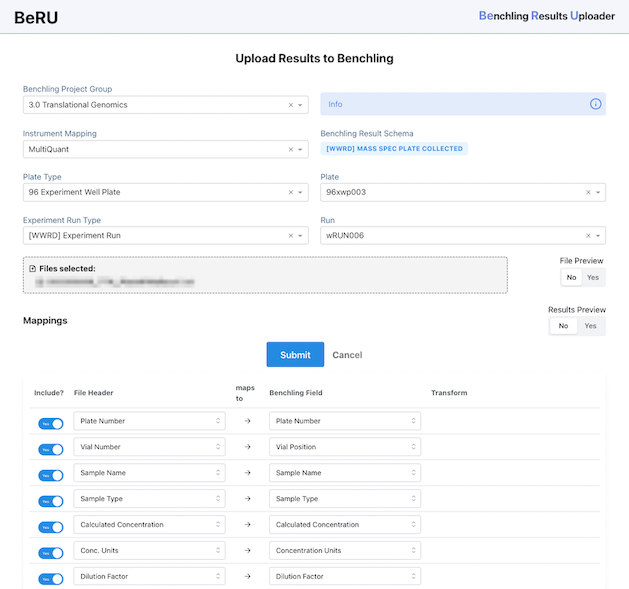 BeRU
Benchling Results Uploader
Upload Results to Benchling
Benchling Project Group
3.0 Translational Genomics
Info
Instrument Mapping
MultiQuant
Benchling Result Schema
[WWRD] MASS SPEC PLATE COLLECTED
Plate Type
96 Experiment Well Plate
Plate
96xwp003
Experiment Run Type
[WWRD] Experiment Run
Run
wRUN006
Files selected:
File Preview
No Yes
Mappings
Results Preview
No Yes
Submit Cancel
Include? File Header maps to Benchling Field Transform
Yes Plate Number → Plate Number
Yes Vial Number → Vial Position
Yes Sample Name → Sample Name
Yes Sample Type → Sample Type
Yes Calculated Concentration → Calculated Concentration
Yes Conc. Units → Concentration Units
Yes Dilution Factor → Dilution Factor